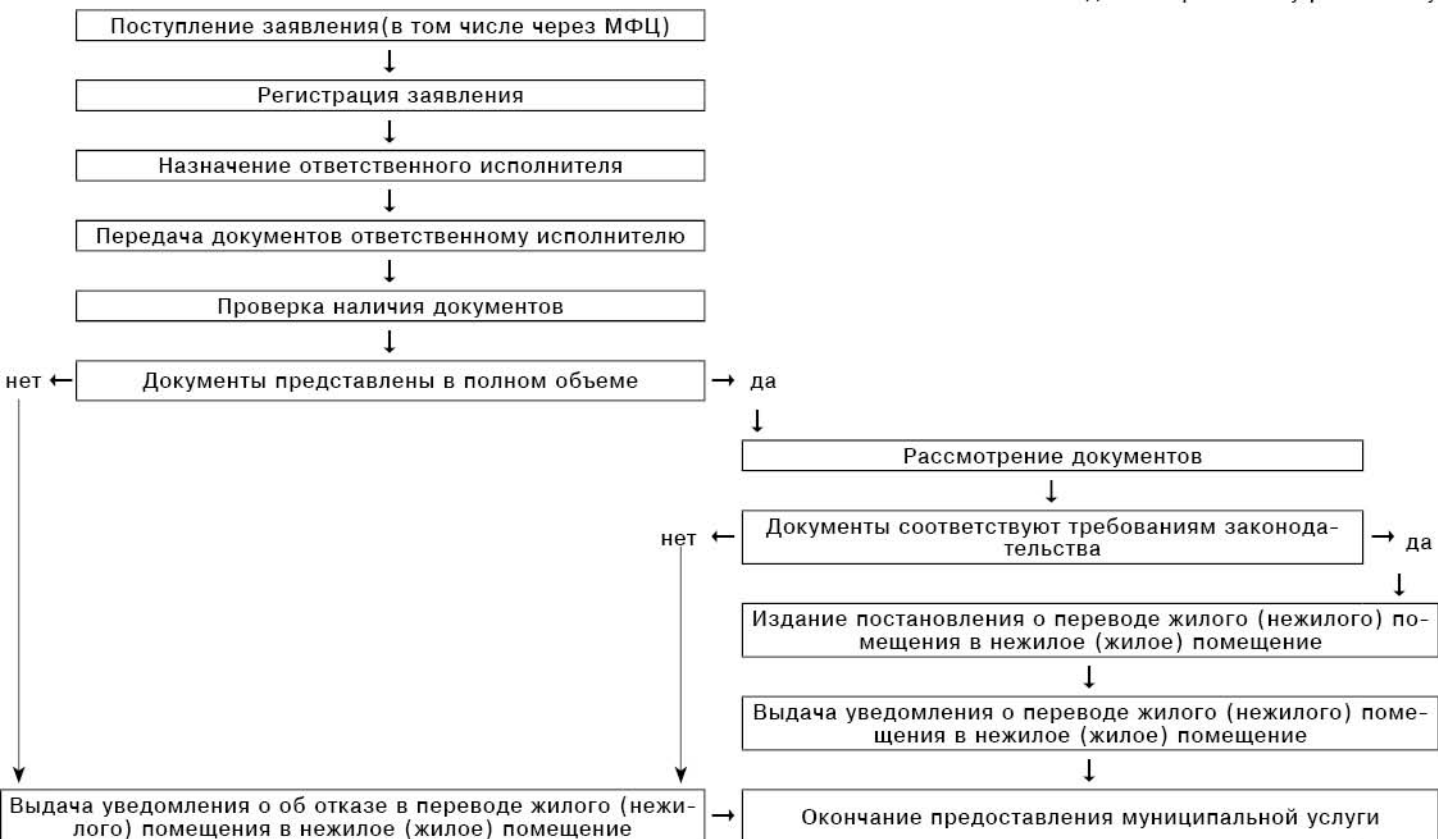 Поступление заявления(в том числе через МФЦ)
Регистрация заявления
Назначение ответственного исполнителя
Передача документов ответственному исполнителю
Проверка наличия документов
нет
Документы представлены в полном объеме
да
Рассмотрение документов
нет
Документы соответствуют требованиям законода-
тельства
да
Издание постановления о переводе жилого (нежилого) по-
мещения в нежилое (жилое) помещение
Выдача уведомления о переводе жилого (нежилого) поме-
щения в нежилое (жилое) помещение
Выдача уведомления о об отказе в переводе жилого (нежи-
лого) помещения в нежилое (жилое) помещение
Окончание предоставления муниципальной услуги